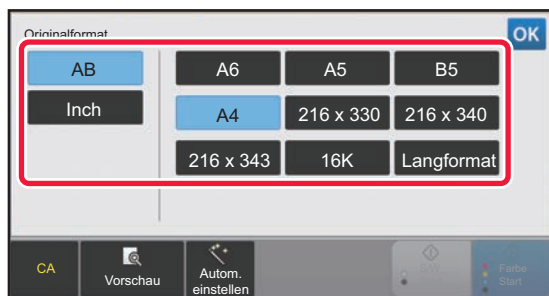 Originalformat
OK
AB
A6
A5
B5
Inch
A4
216 x 330
216 x 340
216 x 343
16K
Langformat
CA
Vorschau
Autom.
einstellen
Farbe
Start